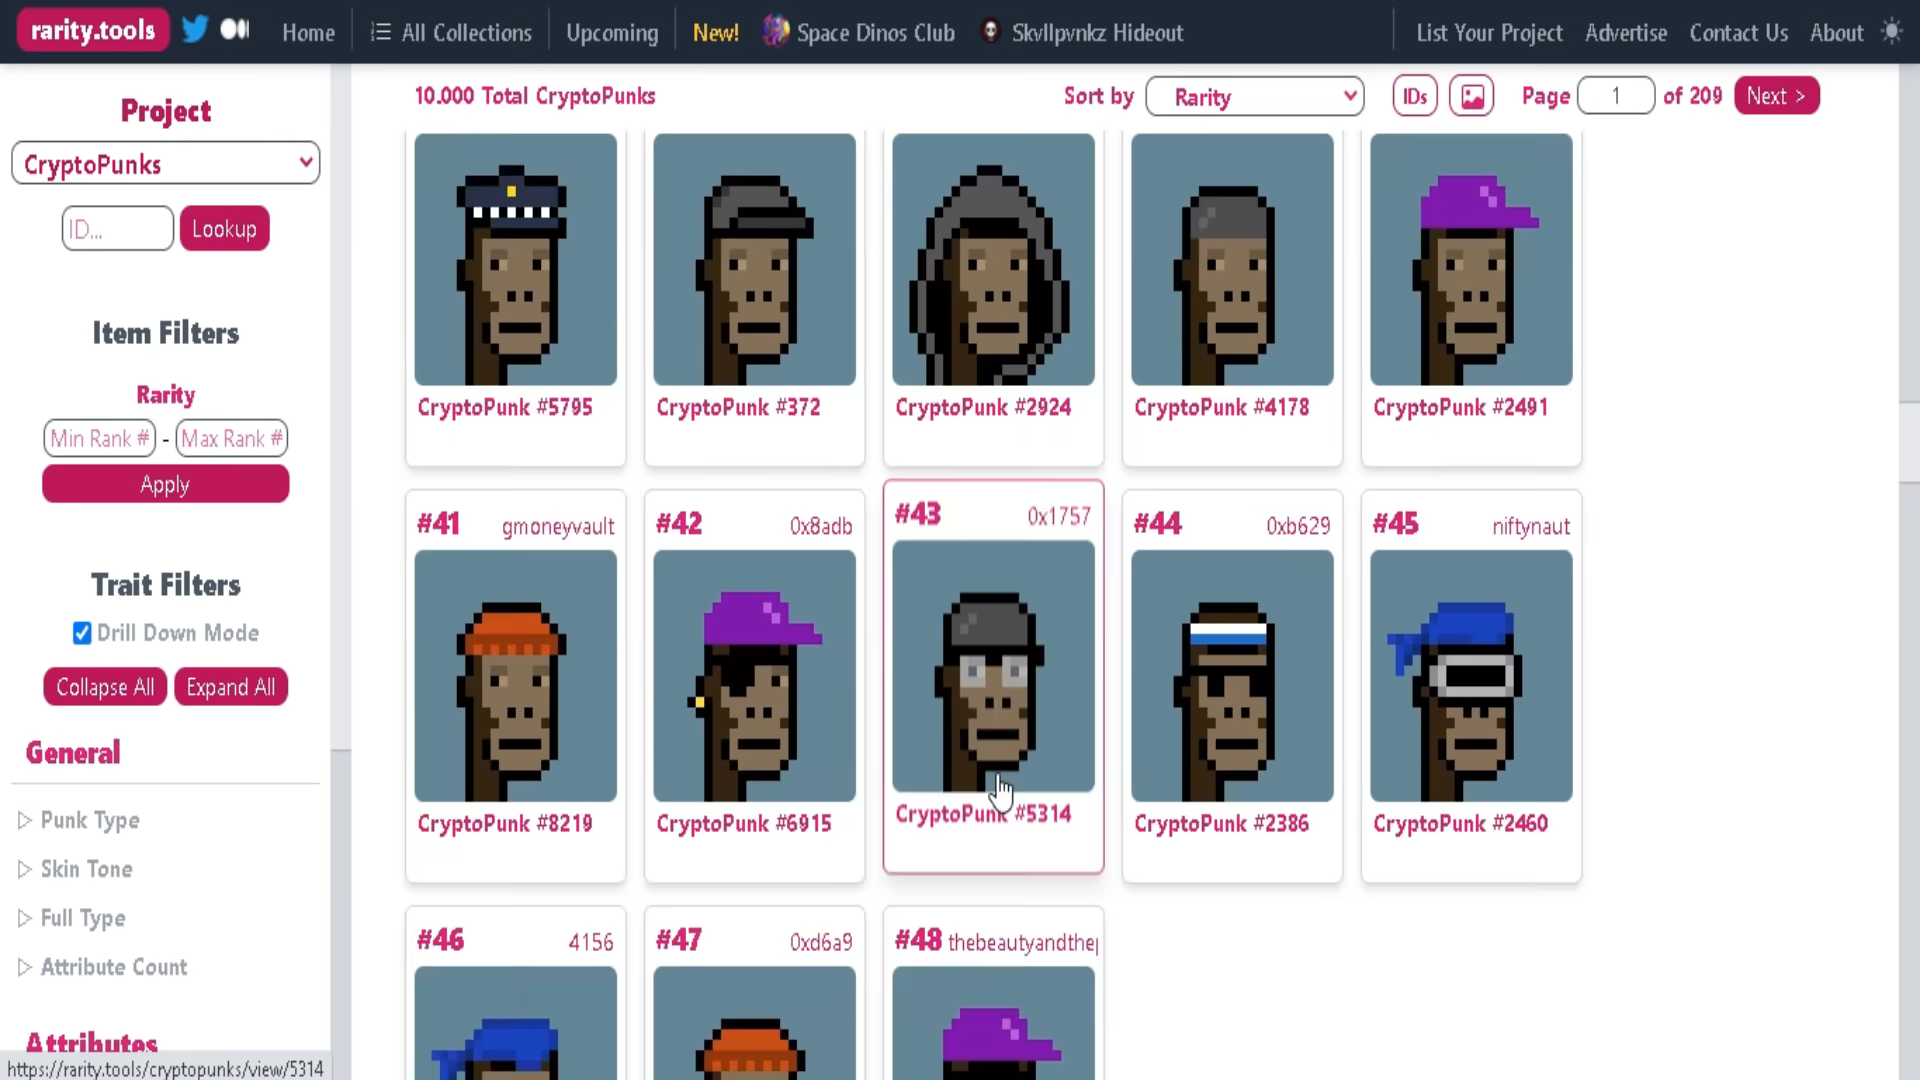 rarity.tools Home All Collections Upcoming New! Space Dinos Club Skvllpvnkz Hideout List Your Project Advertise Contact Us About
Project
CryptoPunks
ID... Lookup
Item Filters
Rarity
Min Rank # - Max Rank #
Apply
Trait Filters
Drill Down Mode
Collapse All Expand All
General
Punk Type
Skin Tone
Full Type
Attribute Count
Attributes
https://rarity.tools/cryptopunks/view/5314
10.000 Total CryptoPunks Sort by Rarity IDs Page 1 of 209 Next >
CryptoPunk #5795 CryptoPunk #372 CryptoPunk #2924 CryptoPunk #4178 CryptoPunk #2491
#41 gmoneyvault #42 0x8adb #43 0x1757 #44 0xb629 #45 niftynaut
CryptoPunk #8219 CryptoPunk #6915 CryptoPunk #5314 CryptoPunk #2386 CryptoPunk #2460
#46 4156 #47 0xd6a9 #48 thebeautyandthep